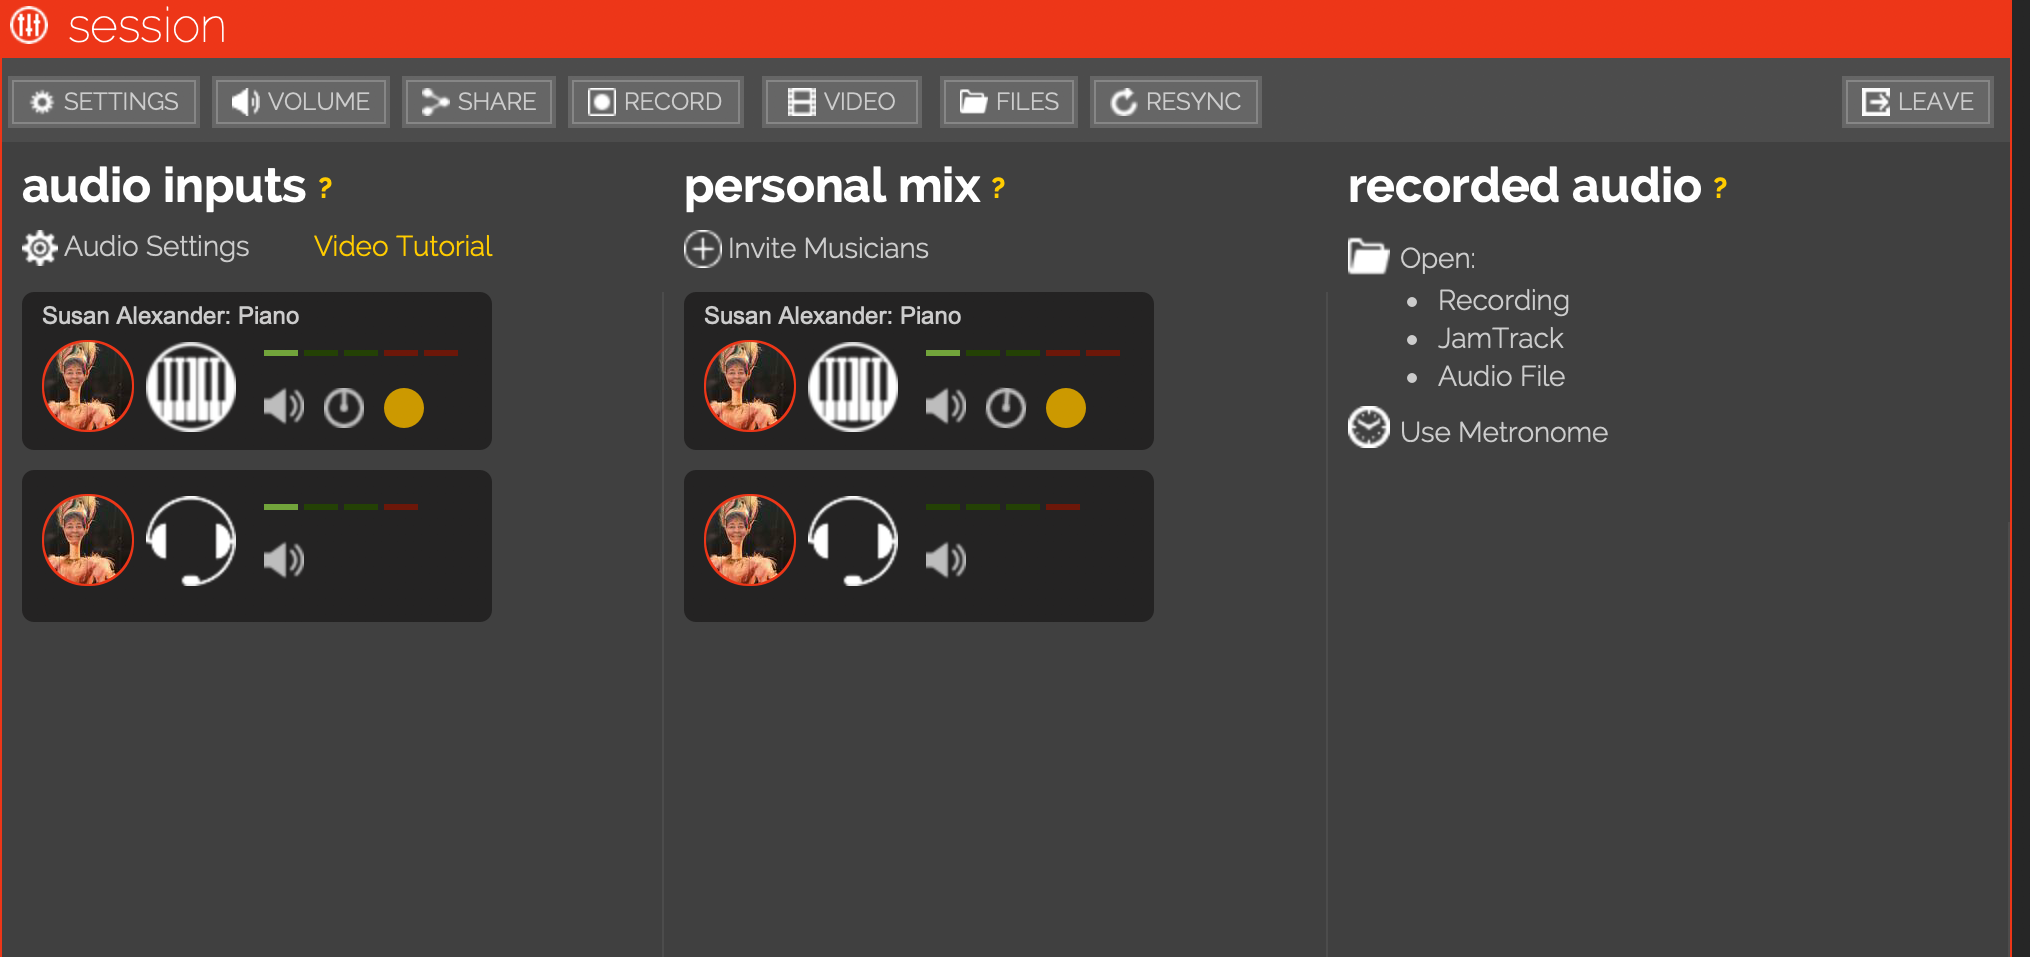 session
SETTINGS VOLUME SHARE RECORD VIDEO FILES RESYNC LEAVE
audio inputs ?
Audio Settings Video Tutorial
Susan Alexander: Piano
personal mix ?
Invite Musicians
Susan Alexander: Piano
recorded audio ?
Open:
• Recording
• JamTrack
• Audio File
Use Metronome